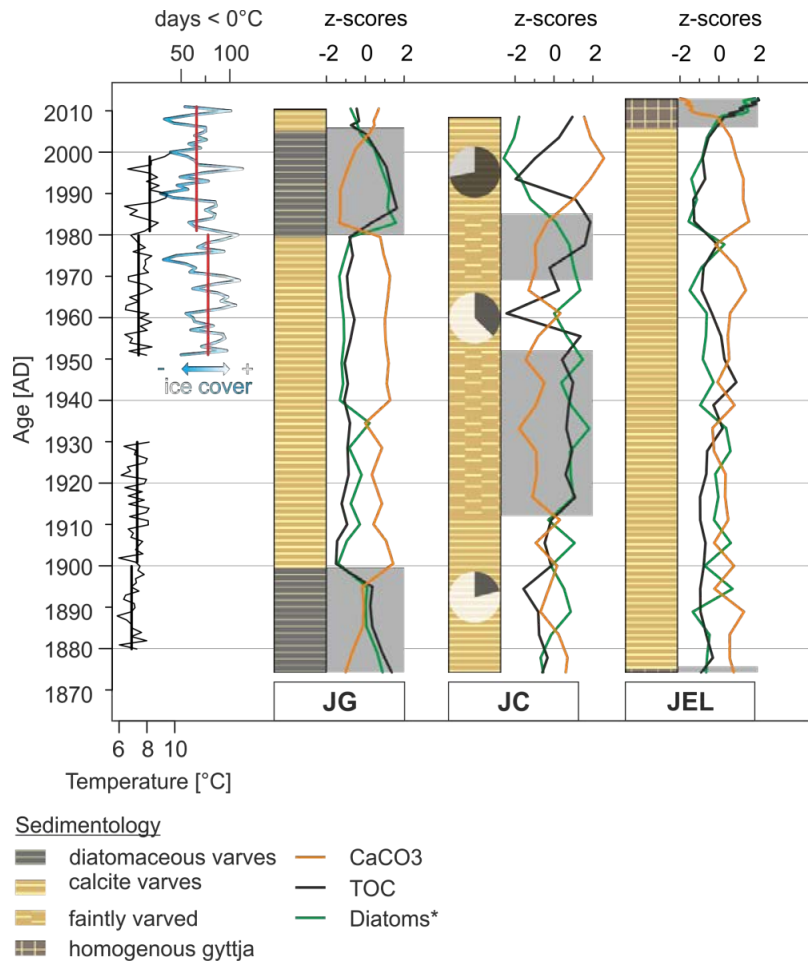 days < 0°C z-scores z-scores z-scores
50 100 -2 0 2 -2 0 2 -2 0 2
2010
2000
1990
1980
1970
1960
1950
- +
ice cover
1940
1930
1920
1910
1900
1890
1880
1870
Age [AD]
JG JC JEL
6 8 10
Temperature [°C]
Sedimentology
diatomaceous varves CaCO3
calcite varves TOC
faintly varved Diatoms*
homogenous gyttja